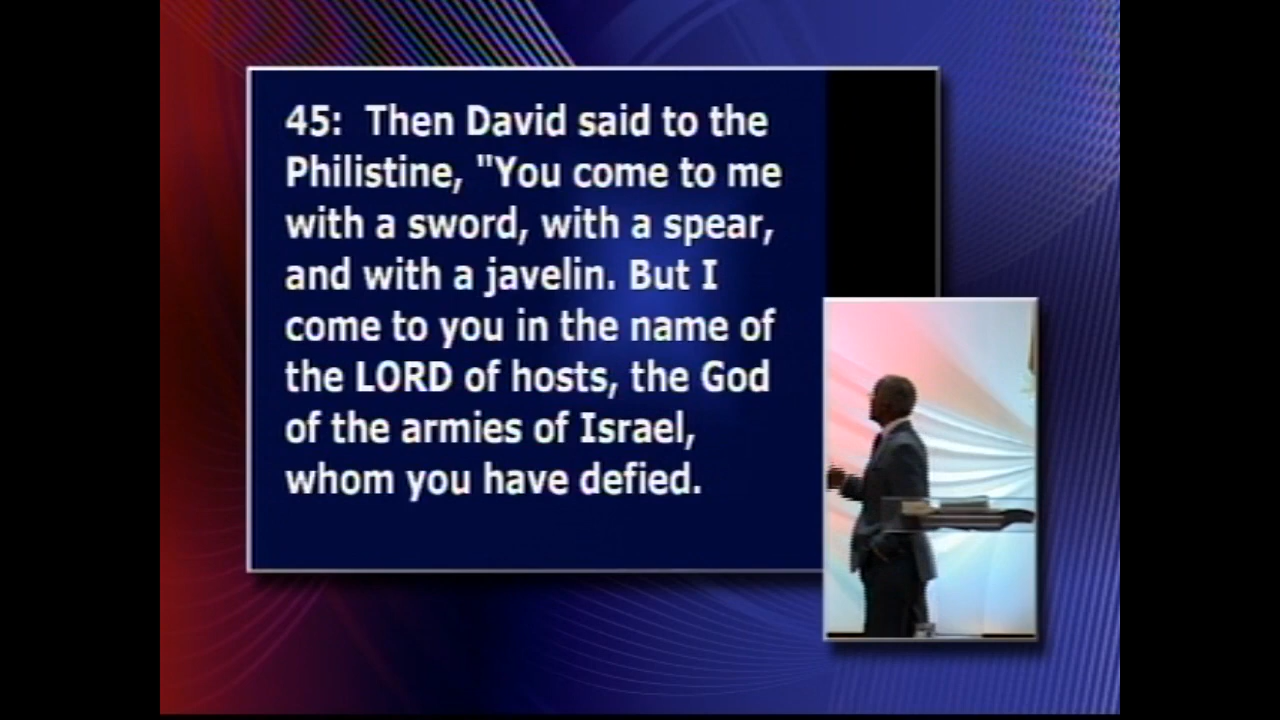 45:  Then David said to the
Philistine, "You come to me
with a sword, with a spear,
and with a javelin. But I
come to you in the name of
the LORD of hosts, the God
of the armies of Israel,
whom you have defied.